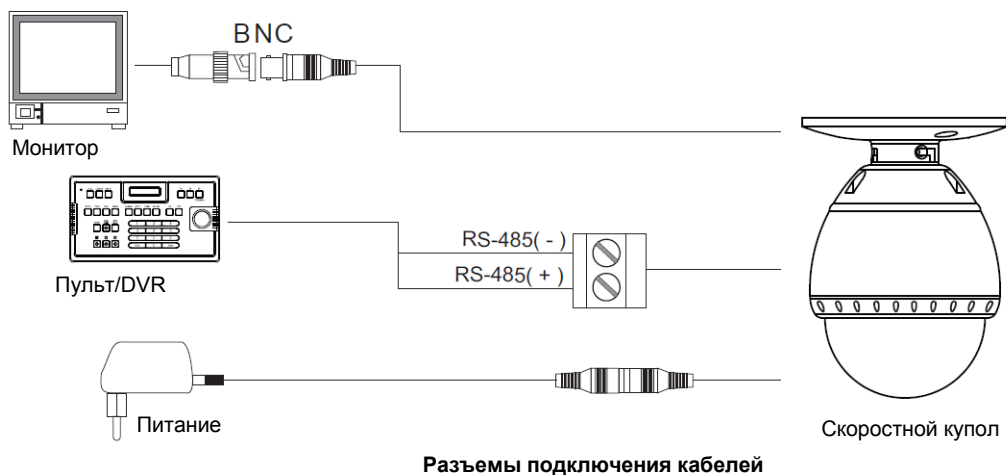 BNC
Монитор
RS-485( - )
RS-485( + )
Пульт/DVR
Питание
Скоростной купол
Разъемы подключения кабелей